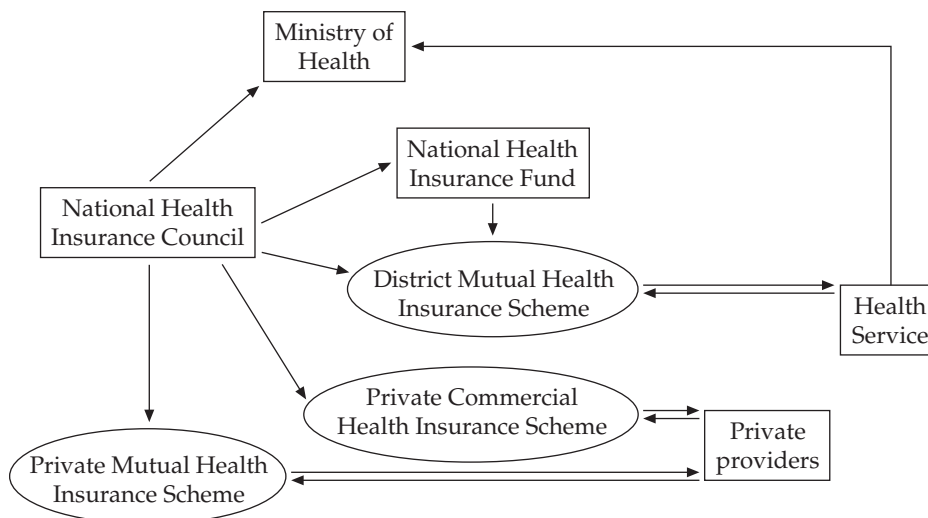 Ministry of
Health
National Health
Insurance Fund
National Health
Insurance Council
District Mutual Health
Insurance Scheme
Health
Service
Private Commercial
Health Insurance Scheme
Private
providers
Private Mutual Health
Insurance Scheme